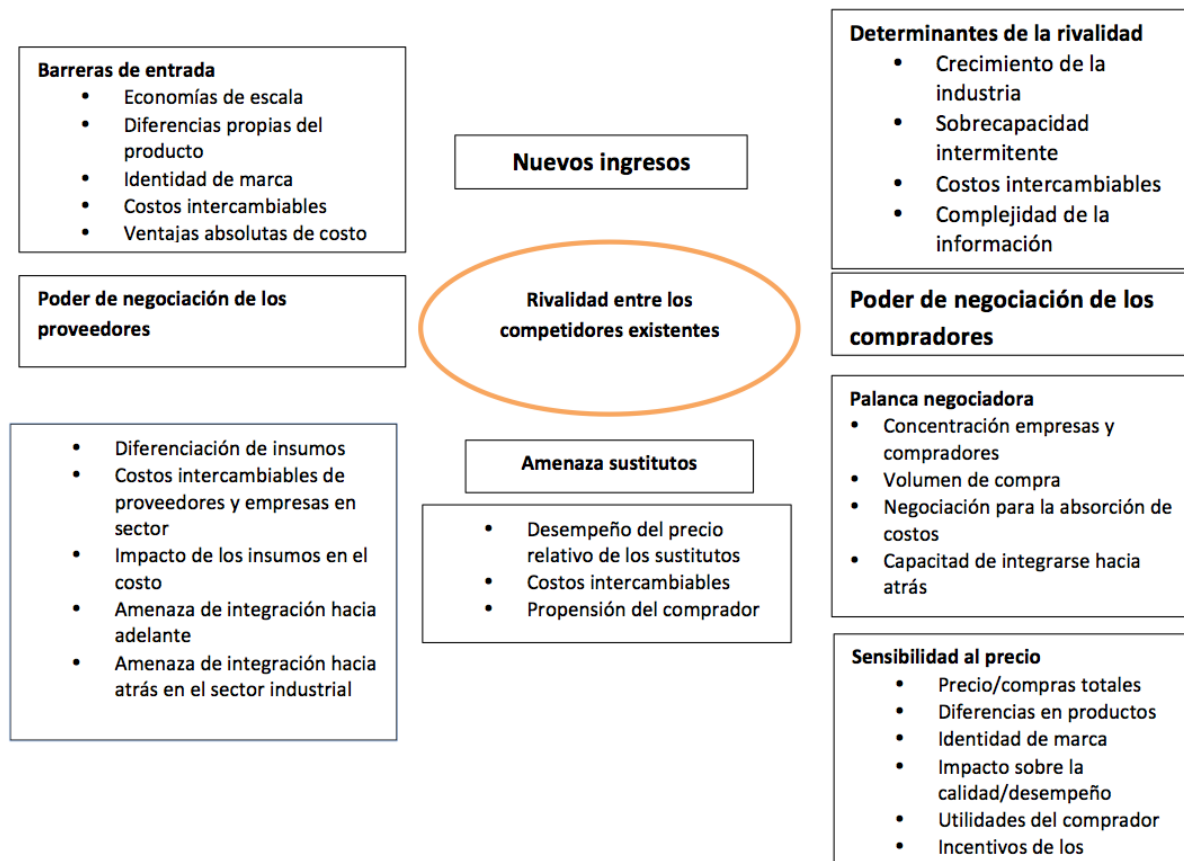 Barreras de entrada
• Economías de escala
• Diferencias propias del
producto
• Identidad de marca
• Costos intercambiables
• Ventajas absolutas de costo
Nuevos ingresos
Determinantes de la rivalidad
• Crecimiento de la
industria
• Sobrecapacidad
intermitente
• Costos intercambiables
• Complejidad de la
información
Poder de negociación de los
proveedores
Rivalidad entre los
competidores existentes
Poder de negociación de los
compradores
• Diferenciación de insumos
• Costos intercambiables de
proveedores y empresas en
sector
• Impacto de los insumos en el
costo
• Amenaza de integración hacia
adelante
• Amenaza de integración hacia
atrás en el sector industrial
Amenaza sustitutos
• Desempeño del precio
relativo de los sustitutos
• Costos intercambiables
• Propensión del comprador
Palanca negociadora
• Concentración empresas y
compradores
• Volumen de compra
• Negociación para la absorción de
costos
• Capacitad de integrarse hacia
atrás
Sensibilidad al precio
• Precio/compras totales
• Diferencias en productos
• Identidad de marca
• Impacto sobre la
calidad/desempeño
• Utilidades del comprador
• Incentivos de los